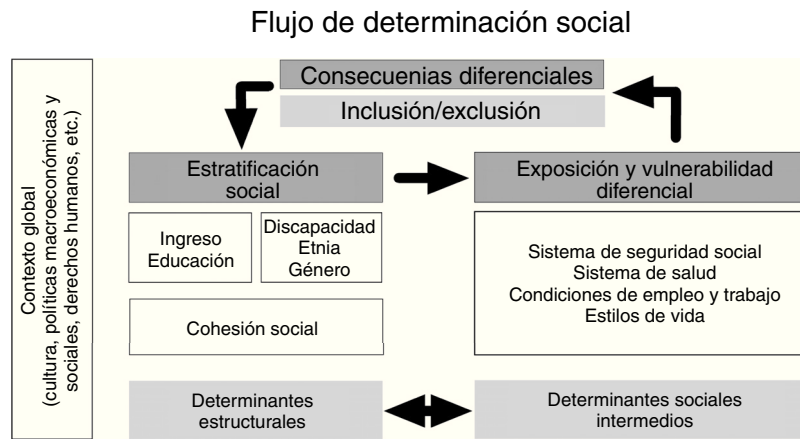 Flujo de determinación social
Contexto global
(cultura, políticas macroeconómicas y
sociales, derechos humanos, etc.)
Consecuenias diferenciales
Inclusión/exclusión
Estratificación
social
Exposición y vulnerabilidad
diferencial
Ingreso
Educación
Discapacidad
Etnia
Género
Cohesión social
Sistema de seguridad social
Sistema de salud
Condiciones de empleo y trabajo
Estilos de vida
Determinantes
estructurales
Determinantes sociales
intermedios